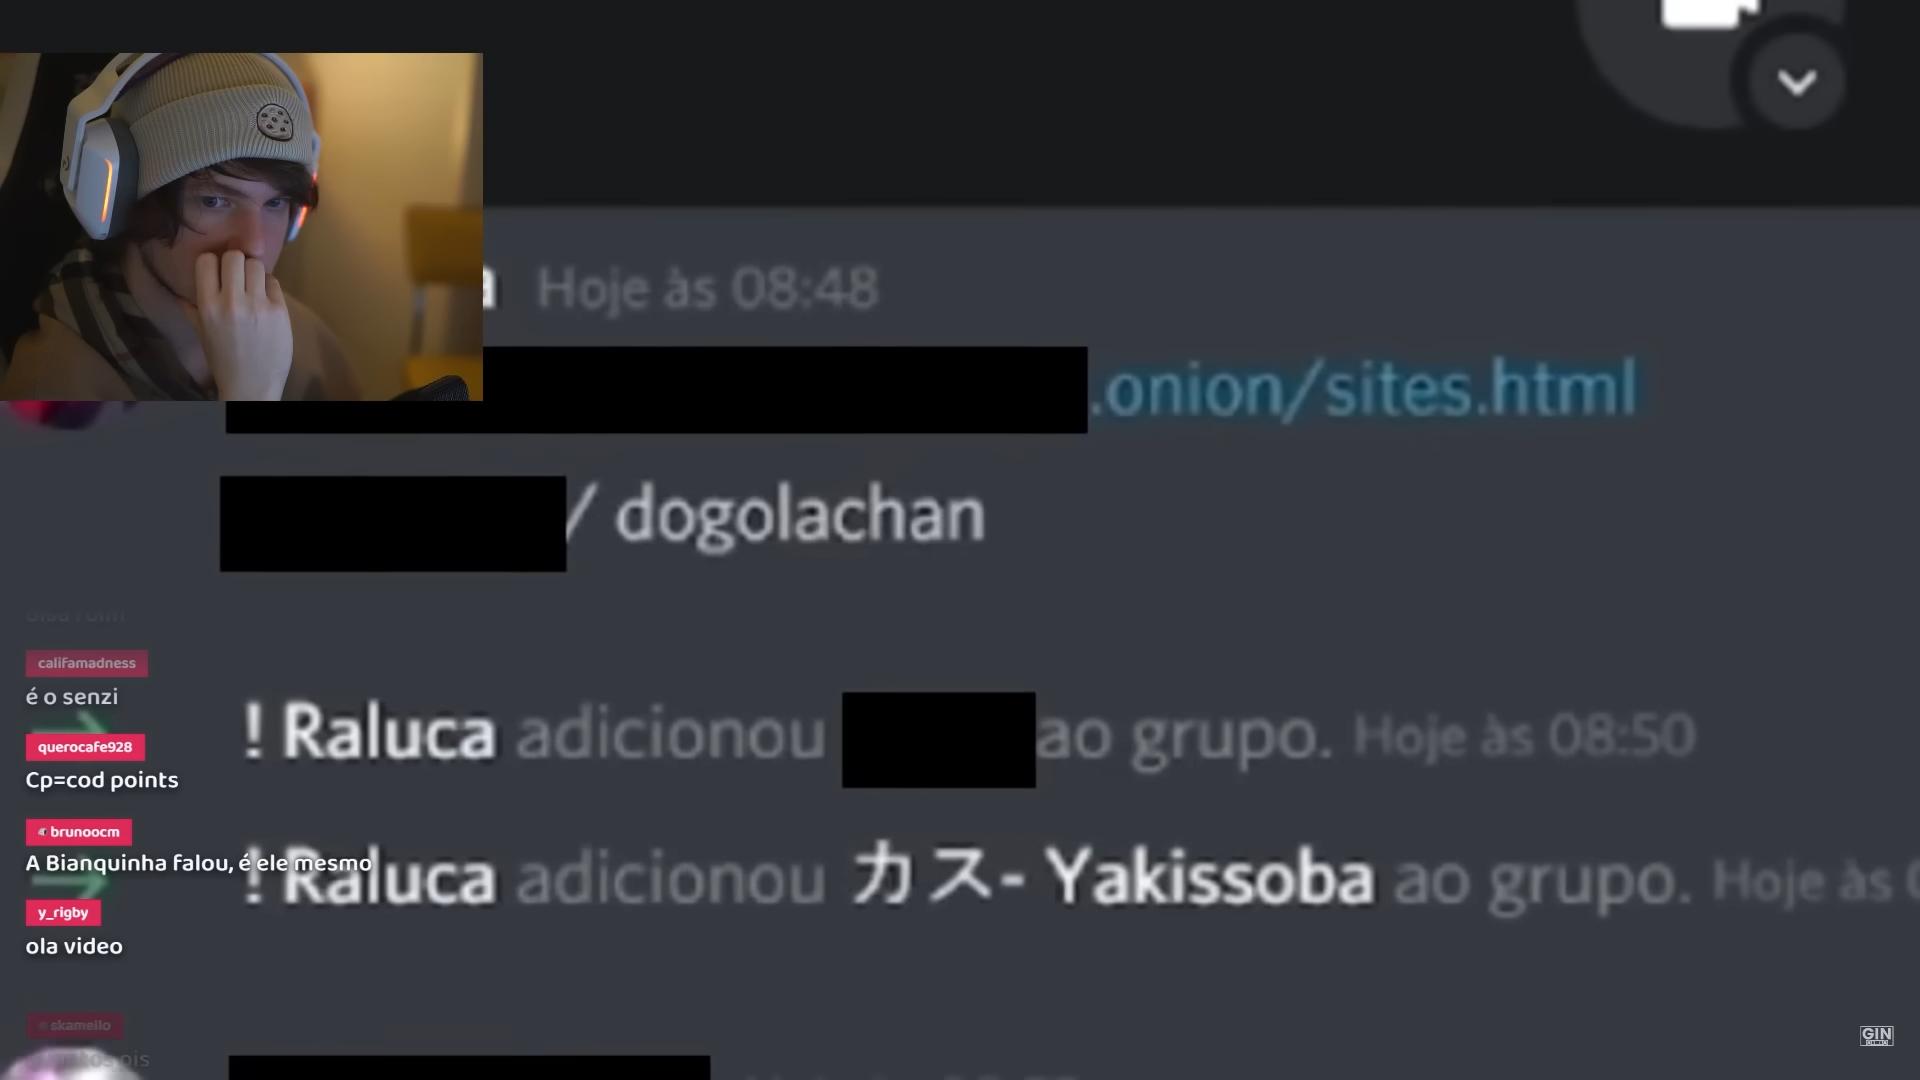 Hoje às 08:48
.onion/sites.html
/ dogolachan
califamadness
é o senzi
! Raluca adicionou ao grupo. Hoje às 08:50
querocafe928
Cp=cod points
brunoocm
A Bianquinha falou, é ele mesmo
! Raluca adicionou カス- Yakissoba ao grupo. Hoje às
y_rigby
ola video
skamello
GIN